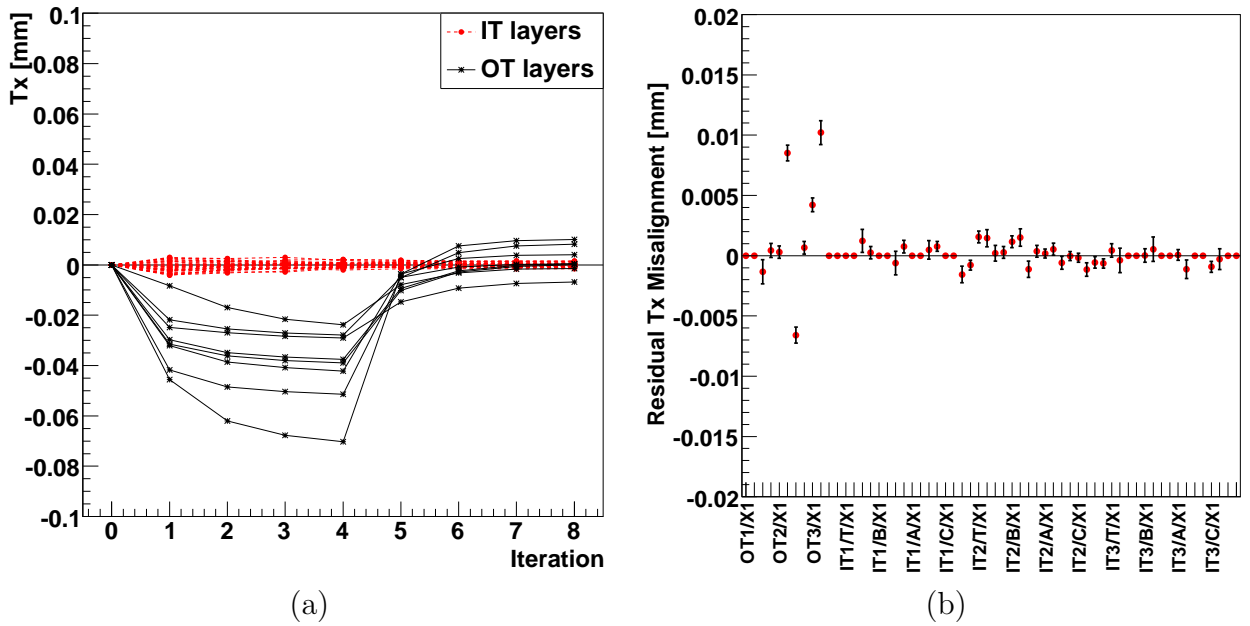 Tx [mm]
0.1
0.08
0.06
0.04
0.02
0
-0.02
-0.04
-0.06
-0.08
-0.1
IT layers
OT layers
0 1 2 3 4 5 6 7 8
Iteration
(a)
Residual Tx Misalignment [mm]
0.02
0.015
0.01
0.005
0
-0.005
-0.01
-0.015
-0.02
OT1/X1
OT2/X1
OT3/X1
IT1/T/X1
IT1/B/X1
IT1/A/X1
IT1/C/X1
IT2/T/X1
IT2/B/X1
IT2/A/X1
IT2/C/X1
IT3/T/X1
IT3/B/X1
IT3/A/X1
IT3/C/X1
(b)